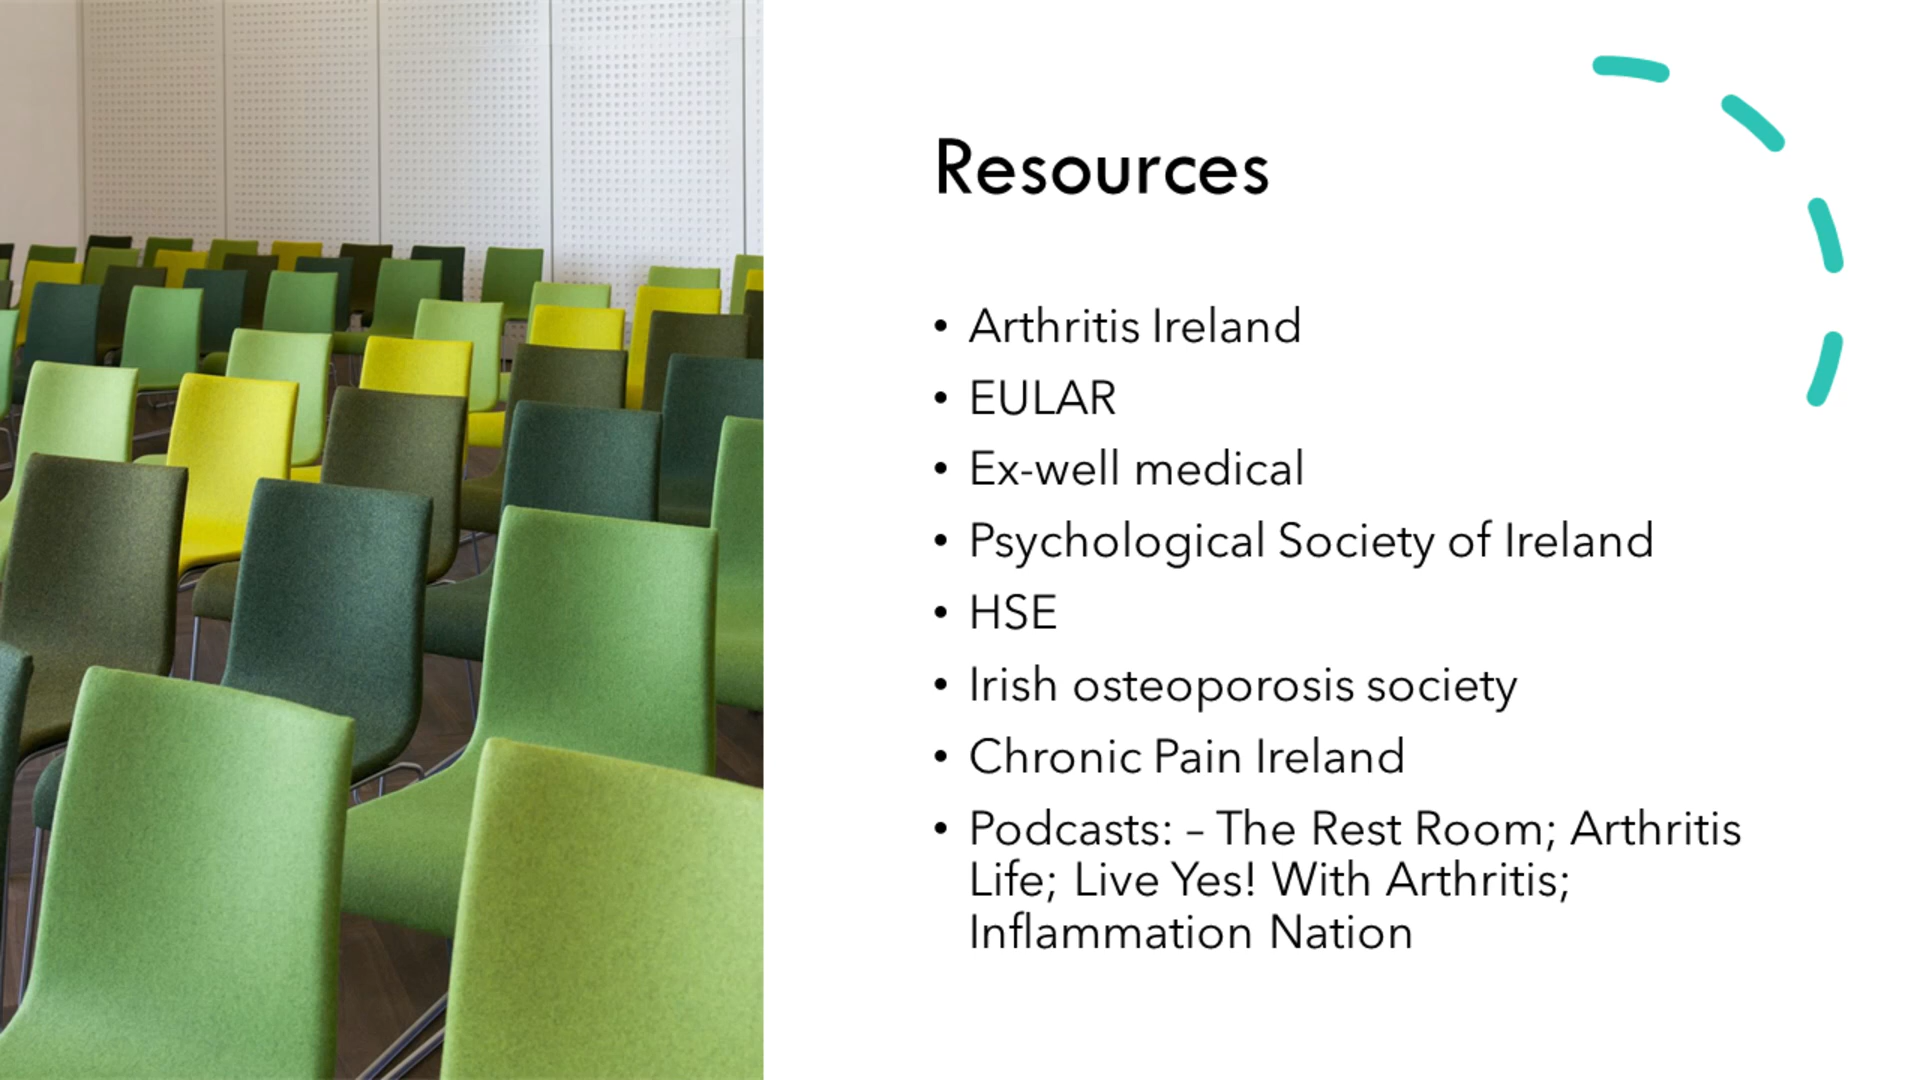 Resources
• Arthritis Ireland
• EULAR
• Ex-well medical
• Psychological Society of Ireland
• HSE
• Irish osteoporosis society
• Chronic Pain Ireland
• Podcasts: – The Rest Room; Arthritis
Life; Live Yes! With Arthritis;
Inflammation Nation